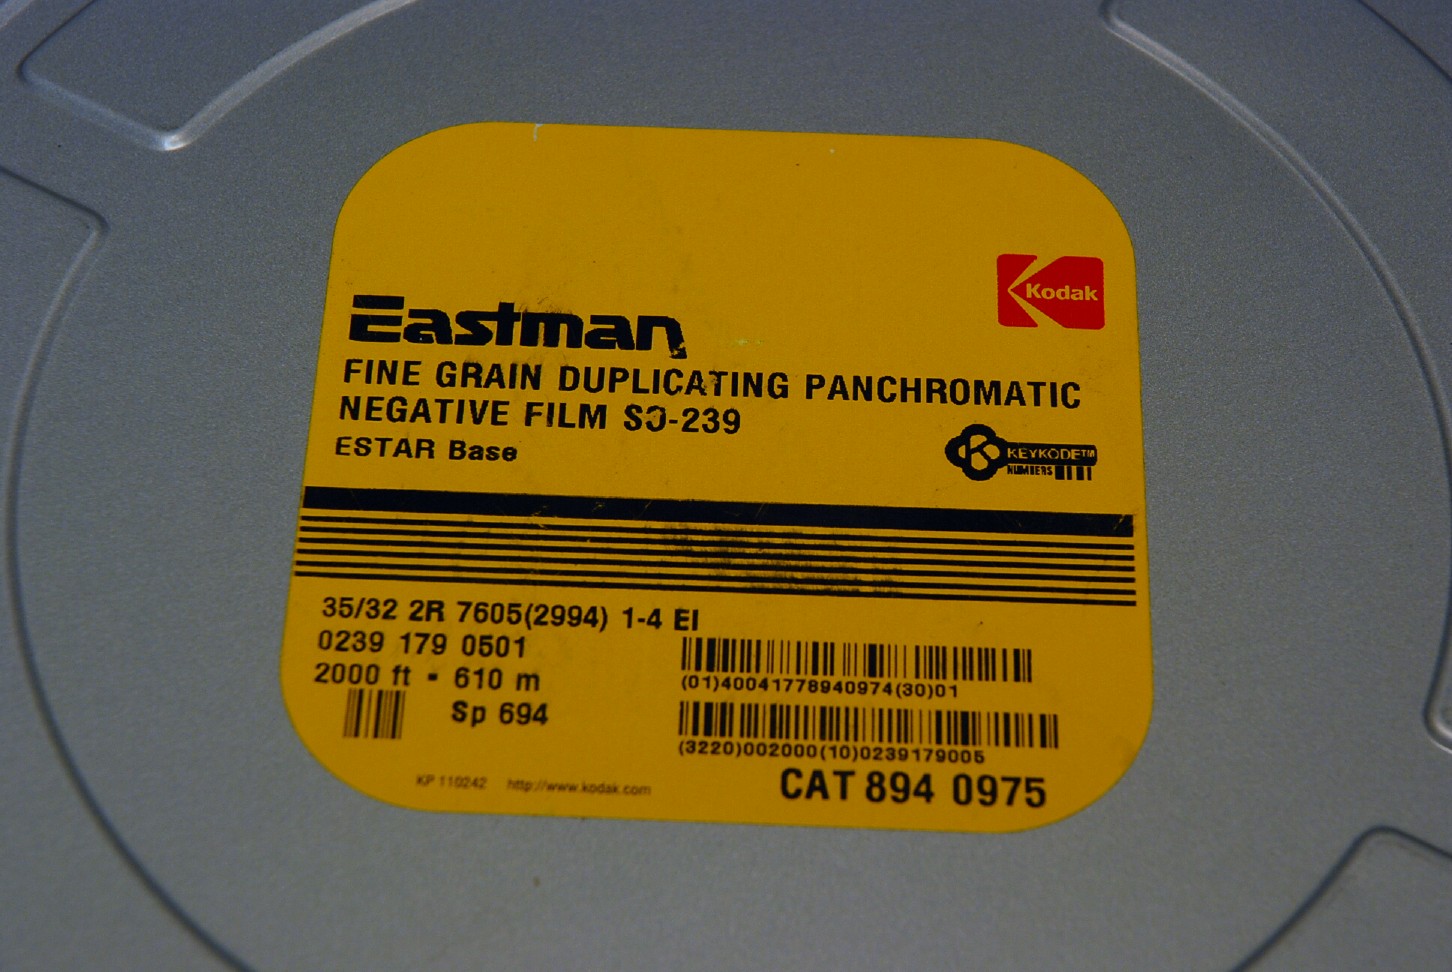 Kodak
Eastman
FINE GRAIN DUPLICATING PANCHROMATIC
NEGATIVE FILM SO-239
ESTAR Base
K
KEYKODE™
NUMBERS
35/32 2R 7605(2994) 1-4 EI
0239 179 0501
2000 ft ▪ 610 m
Sp 694
(01)40041778940974(30)01
(3220)002000(10)0239179005
CAT 894 0975
KP 110242 http://www.kodak.com